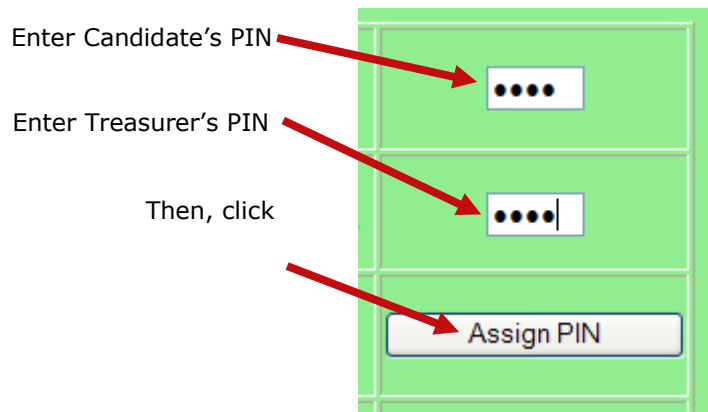 Enter Candidate’s PIN
••••
Enter Treasurer’s PIN
••••
Then, click
Assign PIN